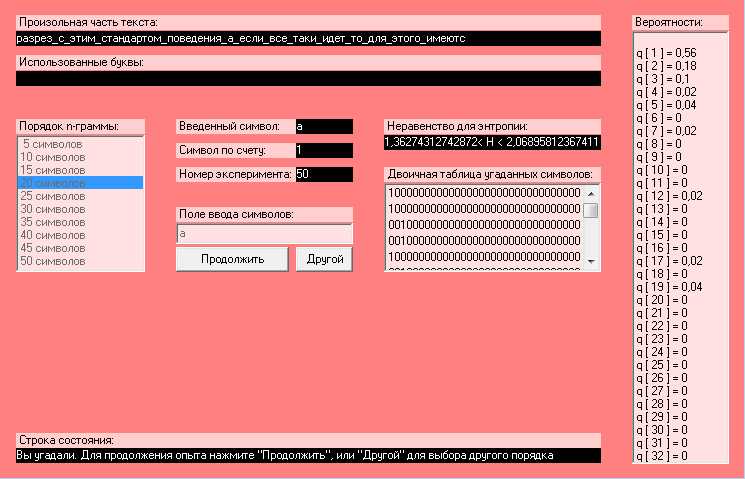 Произольная часть текста:
разрез_с_этим_стандартом_поведения_а_если_все_таки_идет_то_для_этого_имеютс
Использованные буквы:
Порядок n-граммы:
5 символов
10 символов
15 символов
20 символов
25 символов
30 символов
35 символов
40 символов
45 символов
50 символов
Введенный символ: а
Символ по счету: 1
Номер эксперимента: 50
Поле ввода символов:
а
Продолжить
Другой
Неравенство для энтропии:
1,36274312742872< H < 2,06895812367411
Двоичная таблица угаданных символов:
10000000000000000000000000000000
10000000000000000000000000000000
00100000000000000000000000000000
00100000000000000000000000000000
10000000000000000000000000000000
Вероятности:
q [ 1 ] = 0,56
q [ 2 ] = 0,18
q [ 3 ] = 0,1
q [ 4 ] = 0,02
q [ 5 ] = 0,04
q [ 6 ] = 0
q [ 7 ] = 0,02
q [ 8 ] = 0
q [ 9 ] = 0
q [ 10 ] = 0
q [ 11 ] = 0
q [ 12 ] = 0,02
q [ 13 ] = 0
q [ 14 ] = 0
q [ 15 ] = 0
q [ 16 ] = 0
q [ 17 ] = 0,02
q [ 18 ] = 0
q [ 19 ] = 0,04
q [ 20 ] = 0
q [ 21 ] = 0
q [ 22 ] = 0
q [ 23 ] = 0
q [ 24 ] = 0
q [ 25 ] = 0
q [ 26 ] = 0
q [ 27 ] = 0
q [ 28 ] = 0
q [ 29 ] = 0
q [ 30 ] = 0
q [ 31 ] = 0
q [ 32 ] = 0
Строка состояния:
Вы угадали. Для продолжения опыта нажмите "Продолжить", или "Другой" для выбора другого порядка